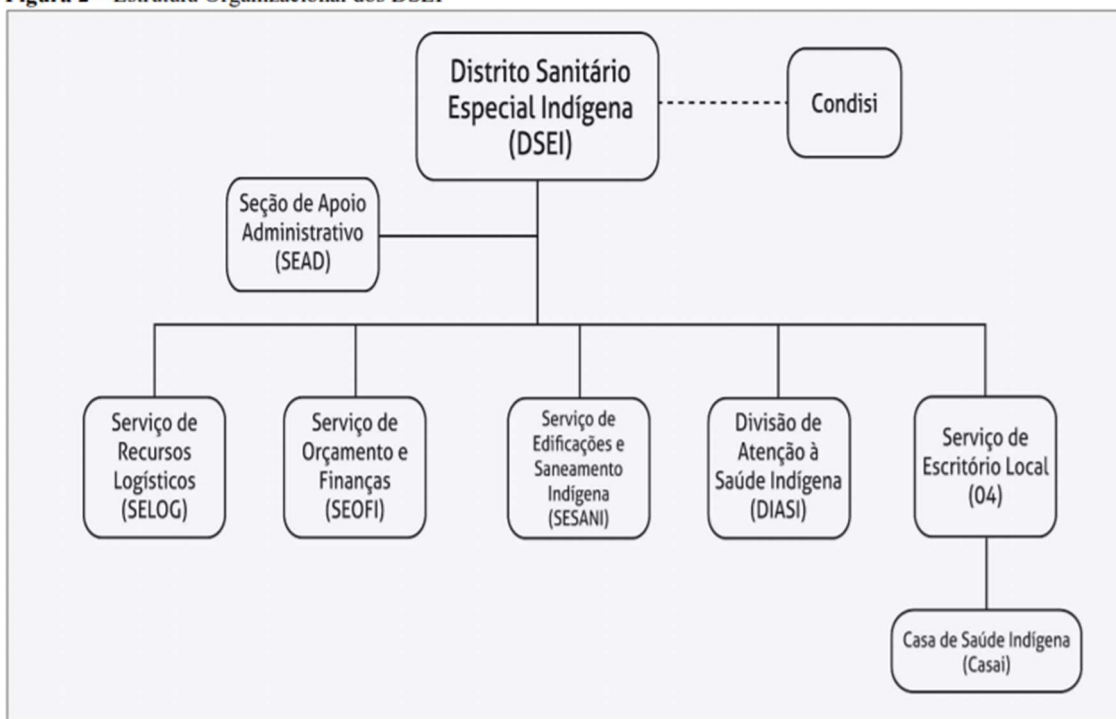 Figura 2 – Estrutura Organizacional dos DSEI
Distrito Sanitário
Especial Indígena
(DSEI)
Condisi
Seção de Apoio
Administrativo
(SEAD)
Serviço de
Recursos
Logísticos
(SELOG)
Serviço de
Orçamento e
Finanças
(SEOFI)
Serviço de
Edificações e
Saneamento
Indígena
(SESANI)
Divisão de
Atenção à
Saúde Indígena
(DIASI)
Serviço de
Escritório Local
(04)
Casa de Saúde Indígena
(Casai)